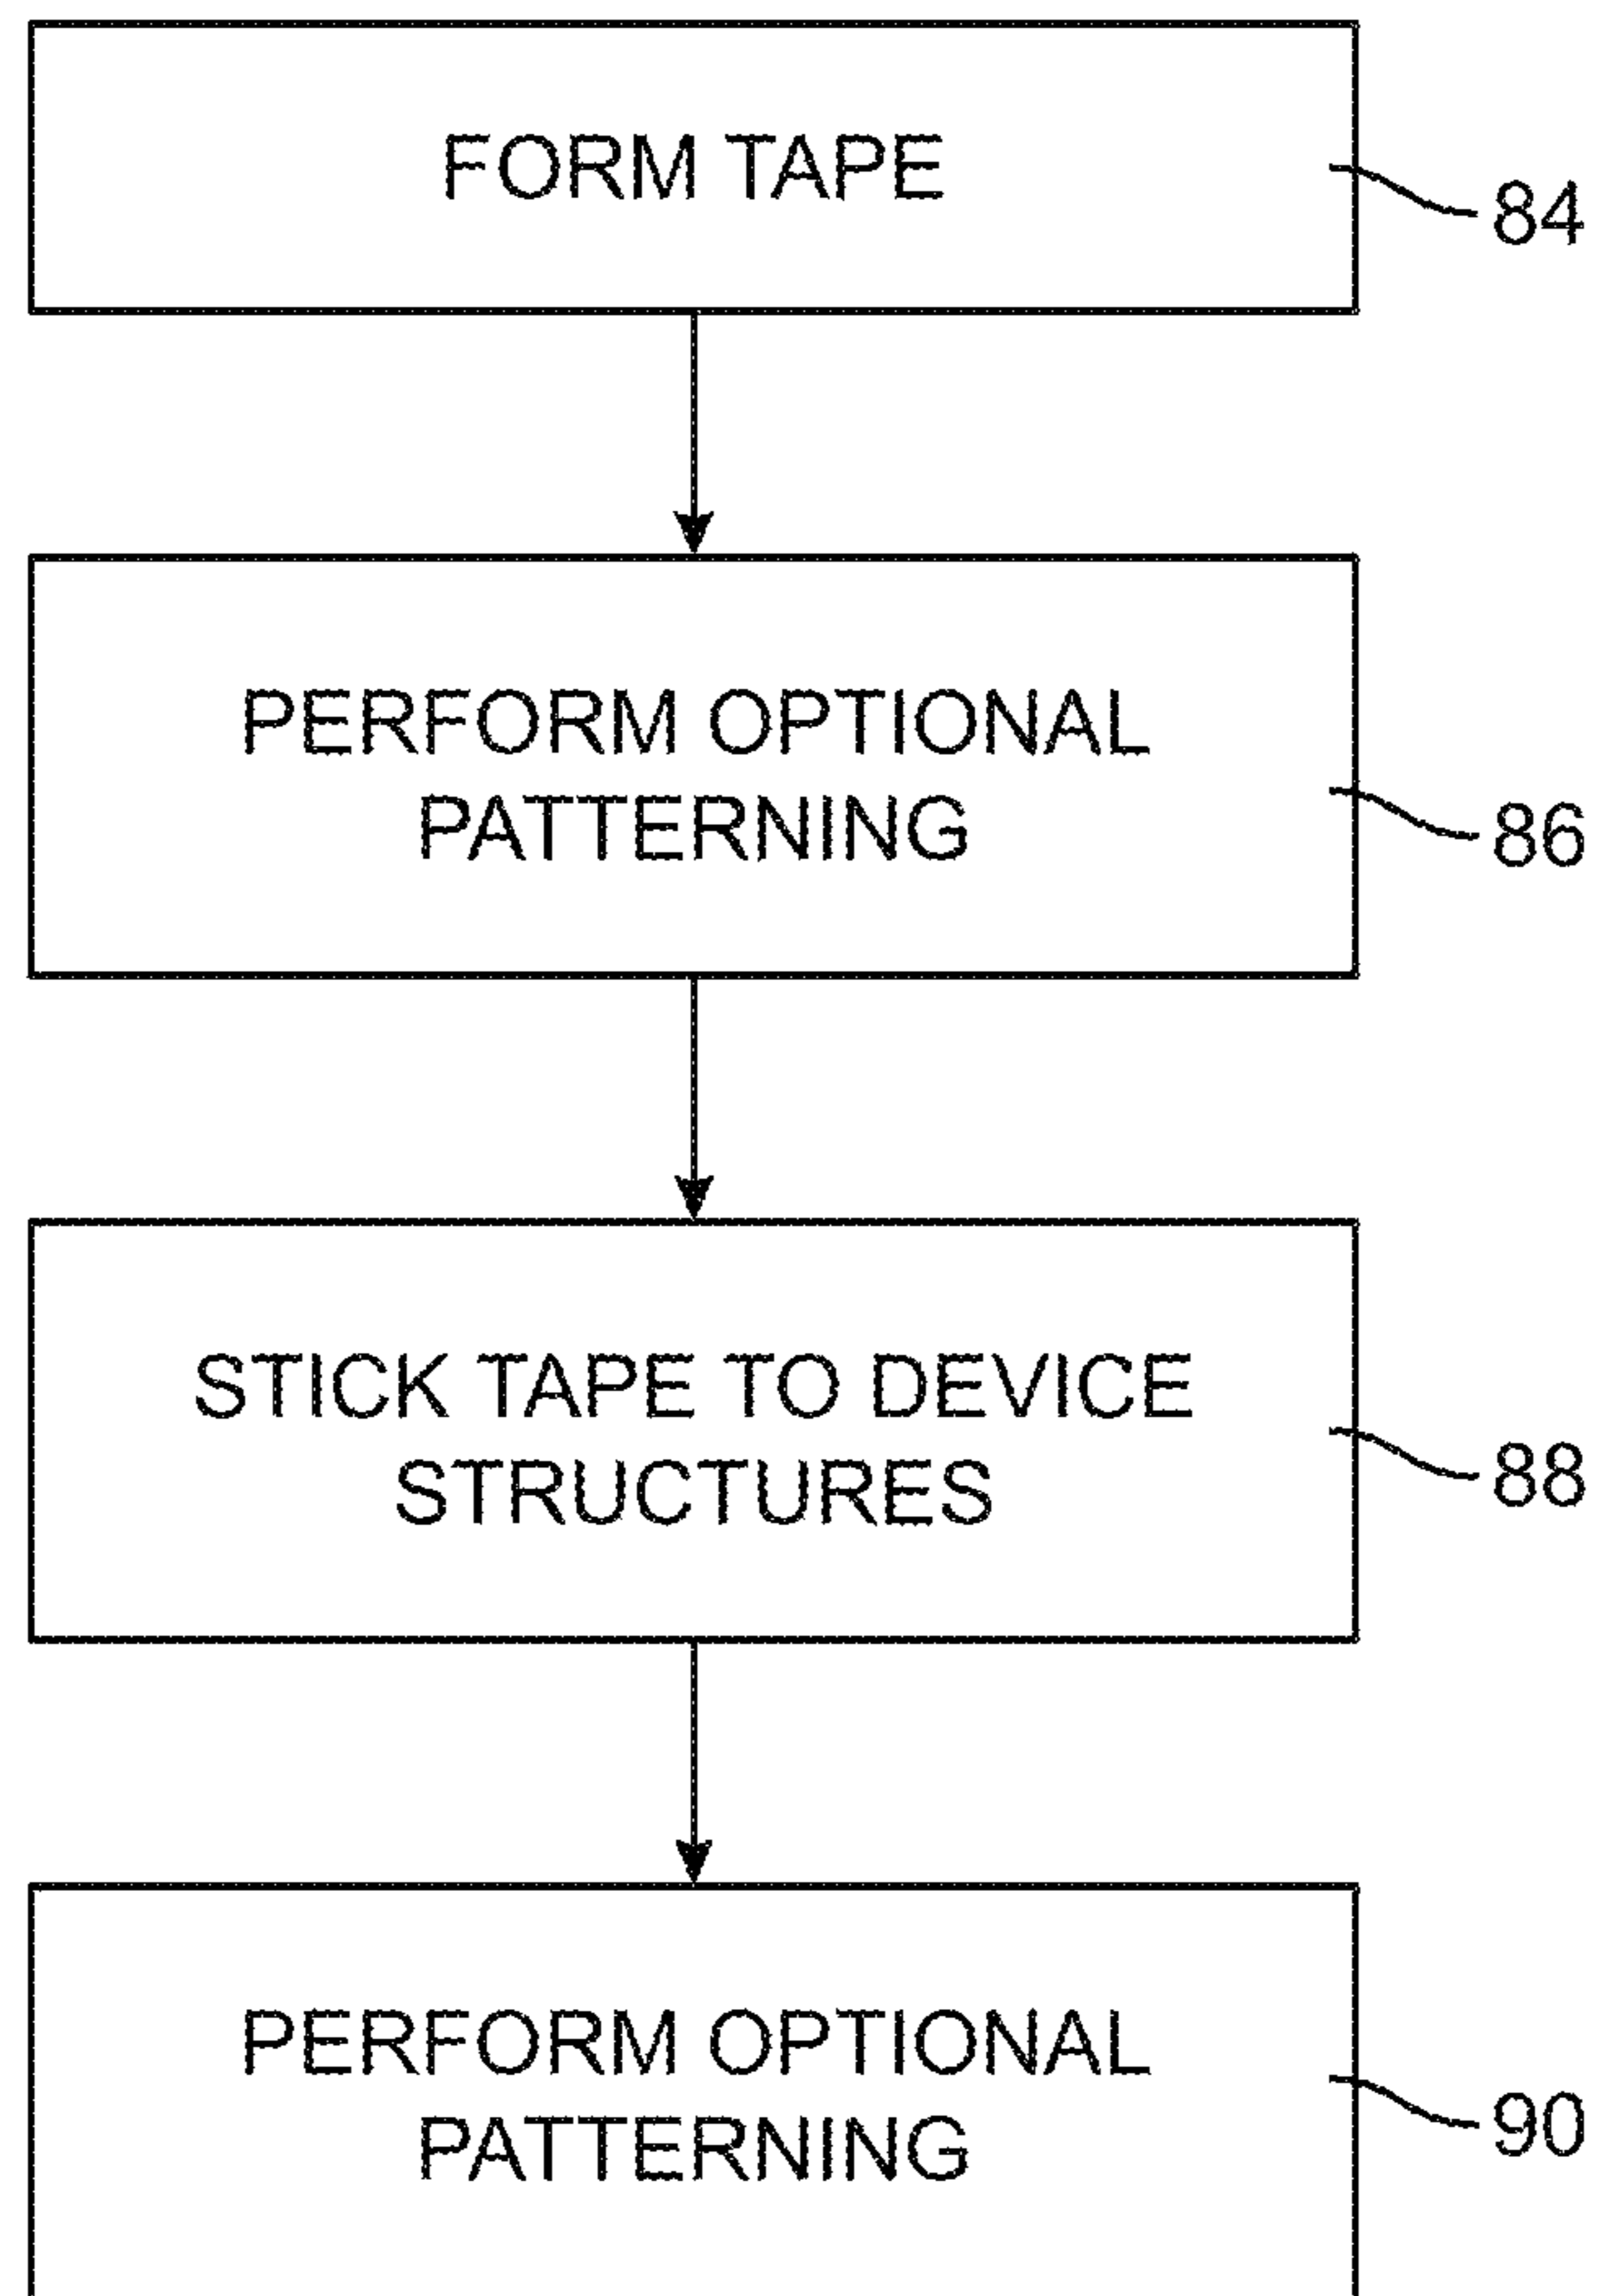 FORM TAPE
84
PERFORM OPTIONAL
PATTERNING
86
STICK TAPE TO DEVICE
STRUCTURES
88
PERFORM OPTIONAL
PATTERNING
90